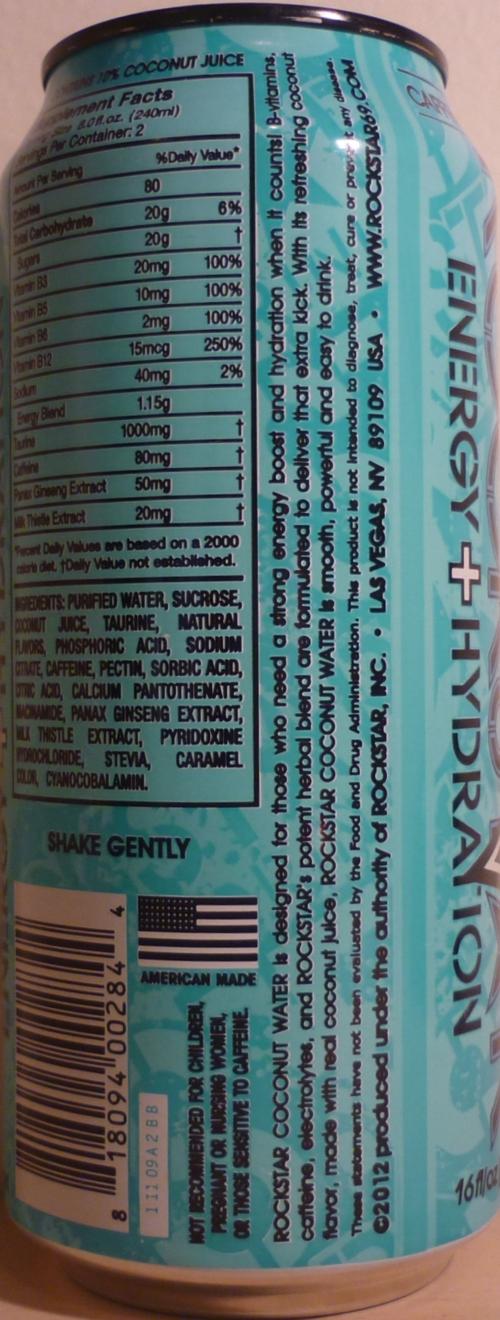 CONTAINS 10% COCONUT JUICE
Supplement Facts
Size 8.0 fl.oz. (240ml)
Servings Per Container: 2
Amount Per Serving %Daily Value*
Calories 80
Total Carbohydrate 20g 6%
Sugars 20g †
Vitamin B3 20mg 100%
Vitamin B5 10mg 100%
Vitamin B6 2mg 100%
Vitamin B12 15mcg 250%
Sodium 40mg 2%
Energy Blend 1.15g
Taurine 1000mg †
Caffeine 80mg †
Panax Ginseng Extract 50mg †
Milk Thistle Extract 20mg †
*Percent Daily Values are based on a 2000
calorie diet. †Daily Value not established.
INGREDIENTS: PURIFIED WATER, SUCROSE,
COCONUT JUICE, TAURINE, NATURAL
FLAVORS, PHOSPHORIC ACID, SODIUM
CITRATE, CAFFEINE, PECTIN, SORBIC ACID,
CITRIC ACID, CALCIUM PANTOTHENATE,
NIACINAMIDE, PANAX GINSENG EXTRACT,
MILK THISTLE EXTRACT, PYRIDOXINE
HYDROCHLORIDE, STEVIA, CARAMEL
COLOR, CYANOCOBALAMIN.
SHAKE GENTLY
AMERICAN MADE
8 18094 00284 4
111 09A2 BB
NOT RECOMMENDED FOR CHILDREN,
PREGNANT OR NURSING WOMEN,
OR THOSE SENSITIVE TO CAFFEINE.
ROCKSTAR COCONUT WATER is designed for those who need a strong energy boost and hydration when it counts! B-vitamins,
caffeine, electrolytes, and ROCKSTAR's potent herbal blend are formulated to deliver that extra kick. With its refreshing coconut
flavor, made with real coconut juice, ROCKSTAR COCONUT WATER is smooth, powerful and easy to drink.
These statements have not been evaluated by the Food and Drug Administration. This product is not intended to diagnose, treat, cure or prevent any disease.
©2012 produced under the authority of ROCKSTAR, INC. • LAS VEGAS, NV 89109 USA • WWW.ROCKSTAR69.COM
ENERGY + HYDRATION
16 fl/oz